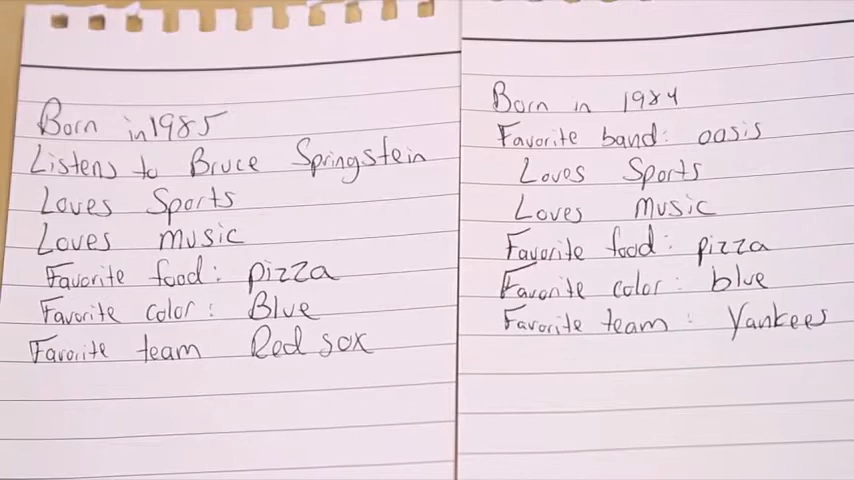 Born in 1985
Listens to Bruce Springstein
Loves Sports
Loves music
Favorite food: pizza
Favorite color: Blue
Favorite team Red sox
Born in 1984
Favorite band: oasis
Loves Sports
Loves music
Favorite food: pizza
Favorite color: blue
Favorite team: Yankees